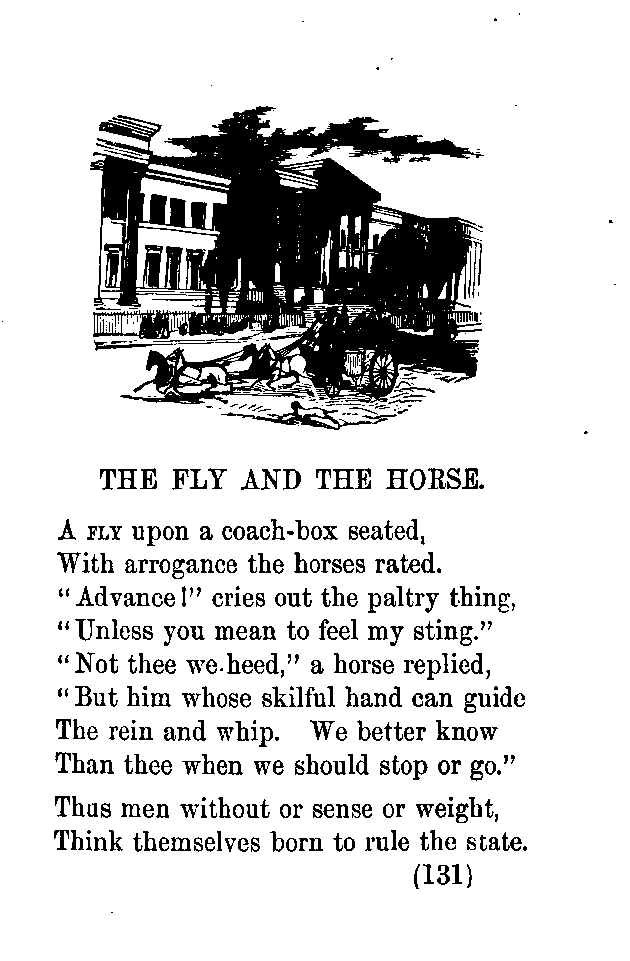 THE FLY AND THE HORSE.
A FLY upon a coach-box seated,
With arrogance the horses rated.
"Advance!" cries out the paltry thing,
"Unless you mean to feel my sting."
"Not thee we heed," a horse replied,
"But him whose skilful hand can guide
The rein and whip. We better know
Than thee when we should stop or go."
Thus men without or sense or weight,
Think themselves born to rule the state.
(131)